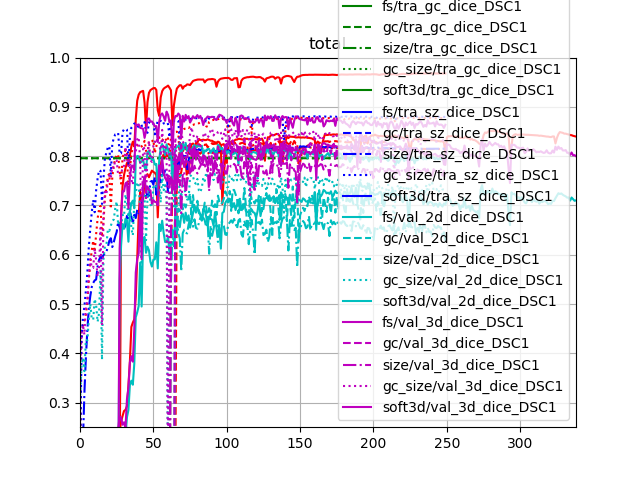 fs/tra_gc_dice_DSC1
gc/tra_gc_dice_DSC1
total
size/tra_gc_dice_DSC1
gc_size/tra_gc_dice_DSC1
soft3d/tra_gc_dice_DSC1
fs/tra_sz_dice_DSC1
gc/tra_sz_dice_DSC1
size/tra_sz_dice_DSC1
gc_size/tra_sz_dice_DSC1
soft3d/tra_sz_dice_DSC1
fs/val_2d_dice_DSC1
gc/val_2d_dice_DSC1
size/val_2d_dice_DSC1
gc_size/val_2d_dice_DSC1
soft3d/val_2d_dice_DSC1
fs/val_3d_dice_DSC1
gc/val_3d_dice_DSC1
size/val_3d_dice_DSC1
gc_size/val_3d_dice_DSC1
soft3d/val_3d_dice_DSC1
1.0
0.9
0.8
0.7
0.6
0.5
0.4
0.3
0 50 100 150 200 250 300